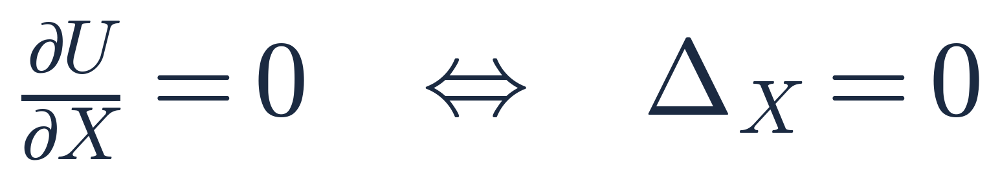 ∂U/∂X = 0 ⇔ Δ_X = 0